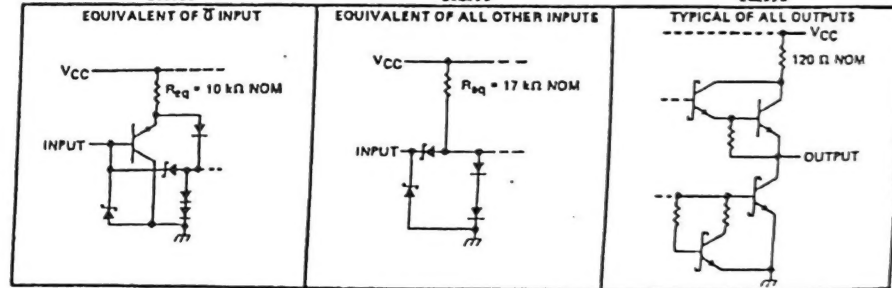 EQUIVALENT OF 0̅ INPUT
VCC
Req = 10 kΩ NOM
INPUT
EQUIVALENT OF ALL OTHER INPUTS
VCC
Req = 17 kΩ NOM
INPUT
TYPICAL OF ALL OUTPUTS
VCC
120 Ω NOM
OUTPUT